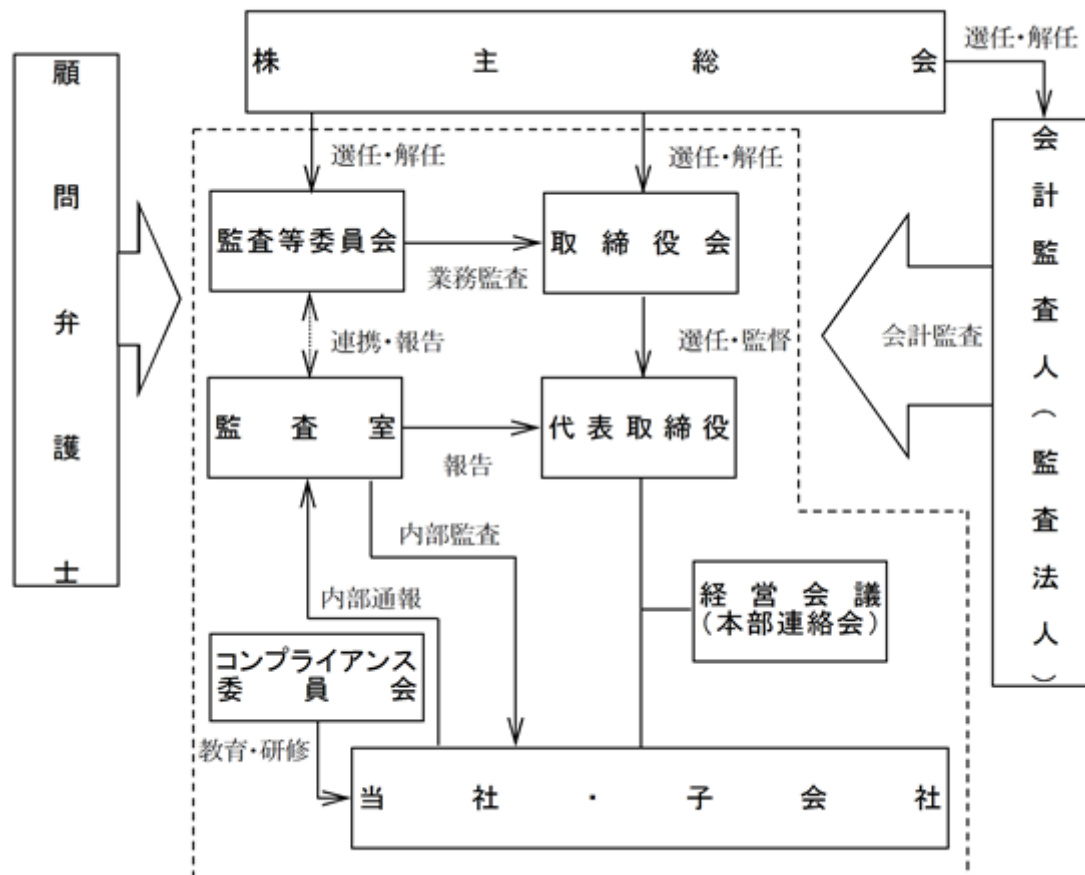 株主総会
選任・解任
顧問弁護士
選任・解任
選任・解任
会計監査人(監査法人)
監査等委員会
取締役会
業務監査
会計監査
連携・報告
選任・監督
監査室
代表取締役
報告
内部監査
内部通報
経営会議
(本部連絡会)
コンプライアンス
委員会
教育・研修
当社・子会社